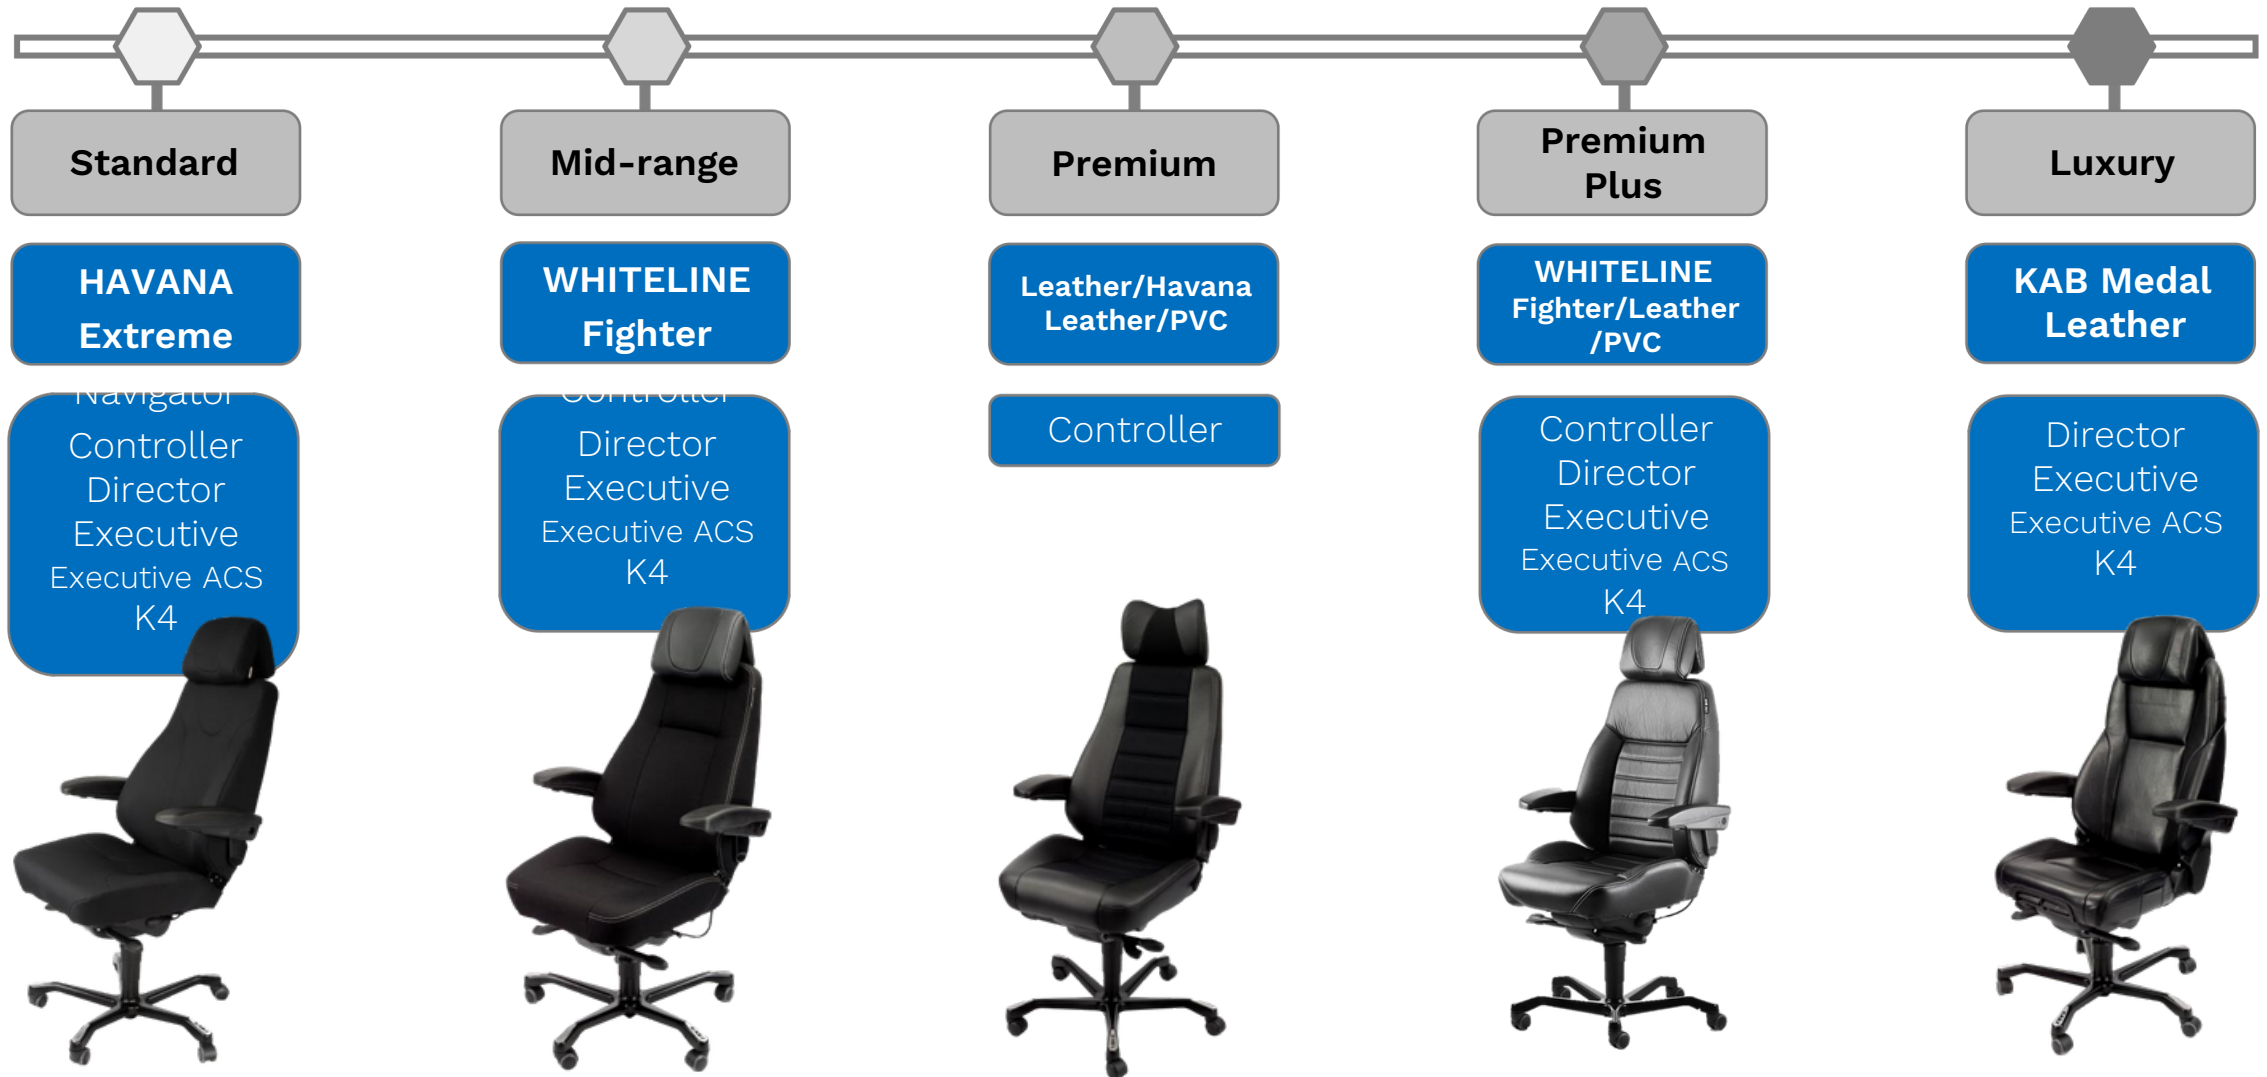 Standard
Mid-range
Premium
Premium
Plus
Luxury
HAVANA
Extreme
WHITELINE
Fighter
Leather/Havana
Leather/PVC
WHITELINE
Fighter/Leather
/PVC
KAB Medal
Leather
Navigator
Controller
Director
Executive
Executive ACS
K4
Controller
Director
Executive
Executive ACS
K4
Controller
Controller
Director
Executive
Executive ACS
K4
Director
Executive
Executive ACS
K4